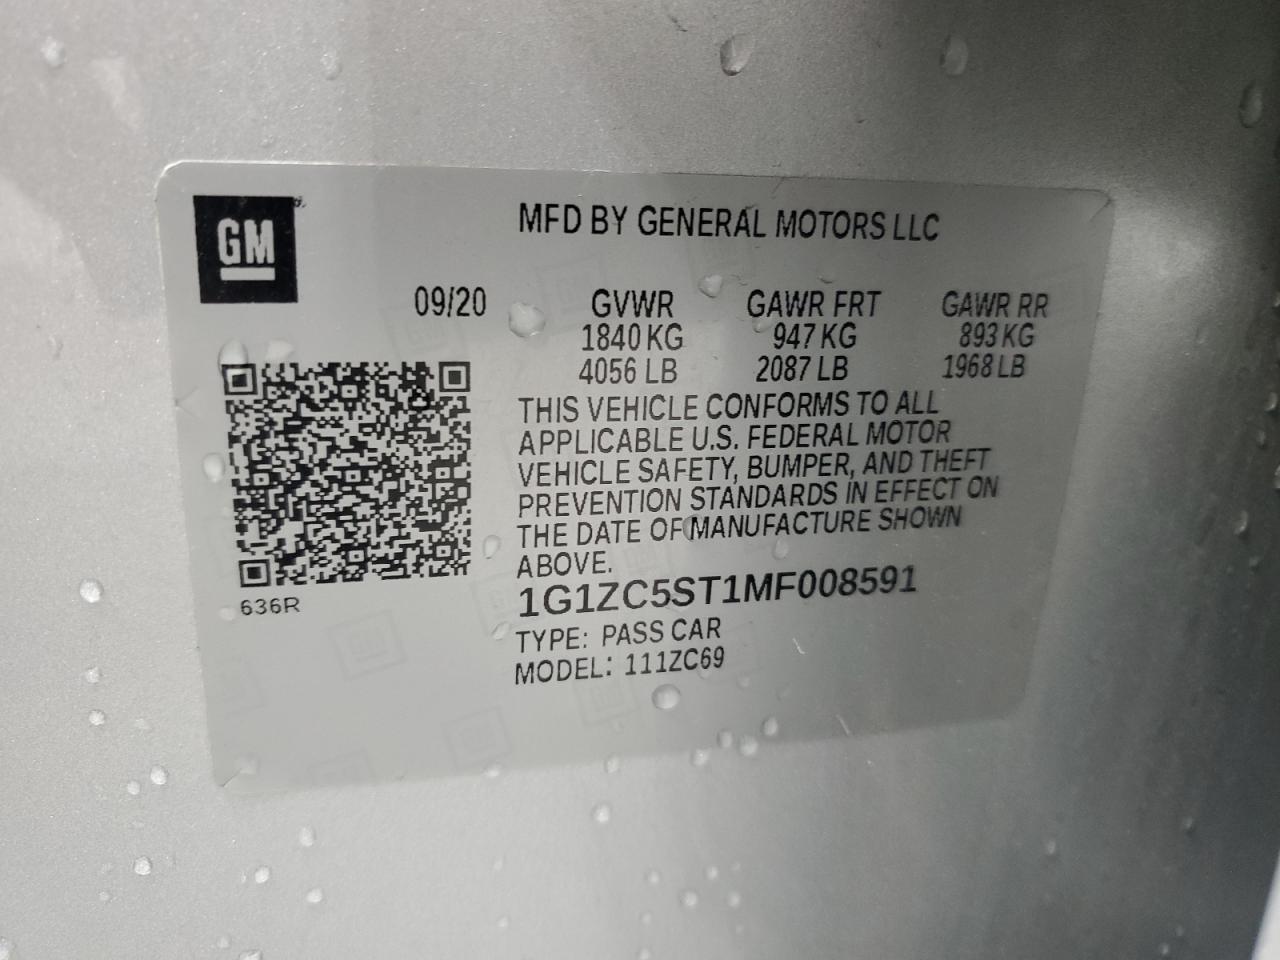 GM
MFD BY GENERAL MOTORS LLC
09/20 GVWR GAWR FRT GAWR RR
1840 KG 947 KG 893 KG
4056 LB 2087 LB 1968 LB
THIS VEHICLE CONFORMS TO ALL
APPLICABLE U.S. FEDERAL MOTOR
VEHICLE SAFETY, BUMPER, AND THEFT
PREVENTION STANDARDS IN EFFECT ON
THE DATE OF MANUFACTURE SHOWN
ABOVE.
1G1ZC5ST1MF008591
636R
TYPE: PASS CAR
MODEL: 111ZC69